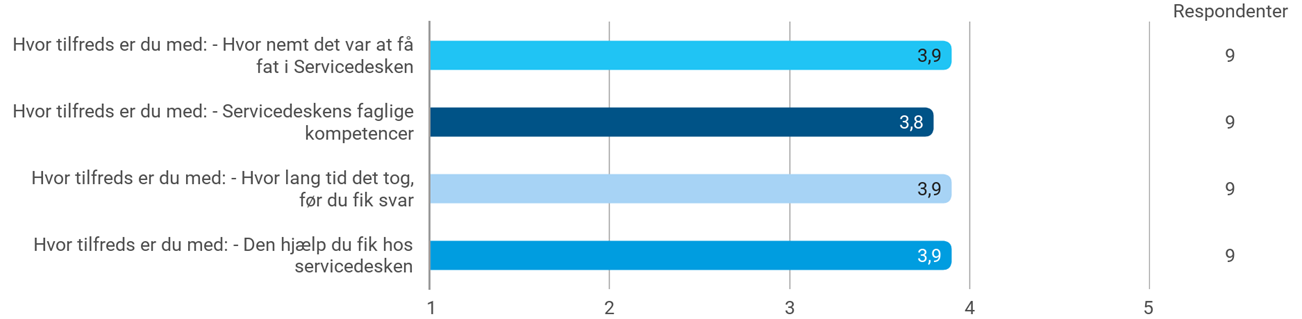 Respondenter
Hvor tilfreds er du med: - Hvor nemt det var at få
fat i Servicedesken
3,9
9
Hvor tilfreds er du med: - Servicedeskens faglige
kompetencer
3,8
9
Hvor tilfreds er du med: - Hvor lang tid det tog,
før du fik svar
3,9
9
Hvor tilfreds er du med: - Den hjælp du fik hos
servicedesken
3,9
9
1 2 3 4 5